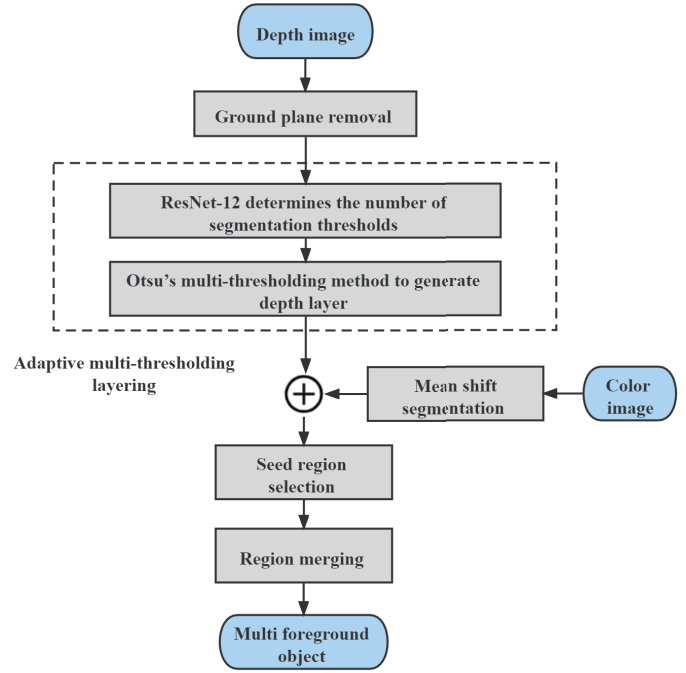 Depth image
Ground plane removal
ResNet-12 determines the number of
segmentation thresholds
Otsu's multi-thresholding method to generate
depth layer
Adaptive multi-thresholding
layering
Mean shift
segmentation
Color
image
Seed region
selection
Region merging
Multi foreground
object